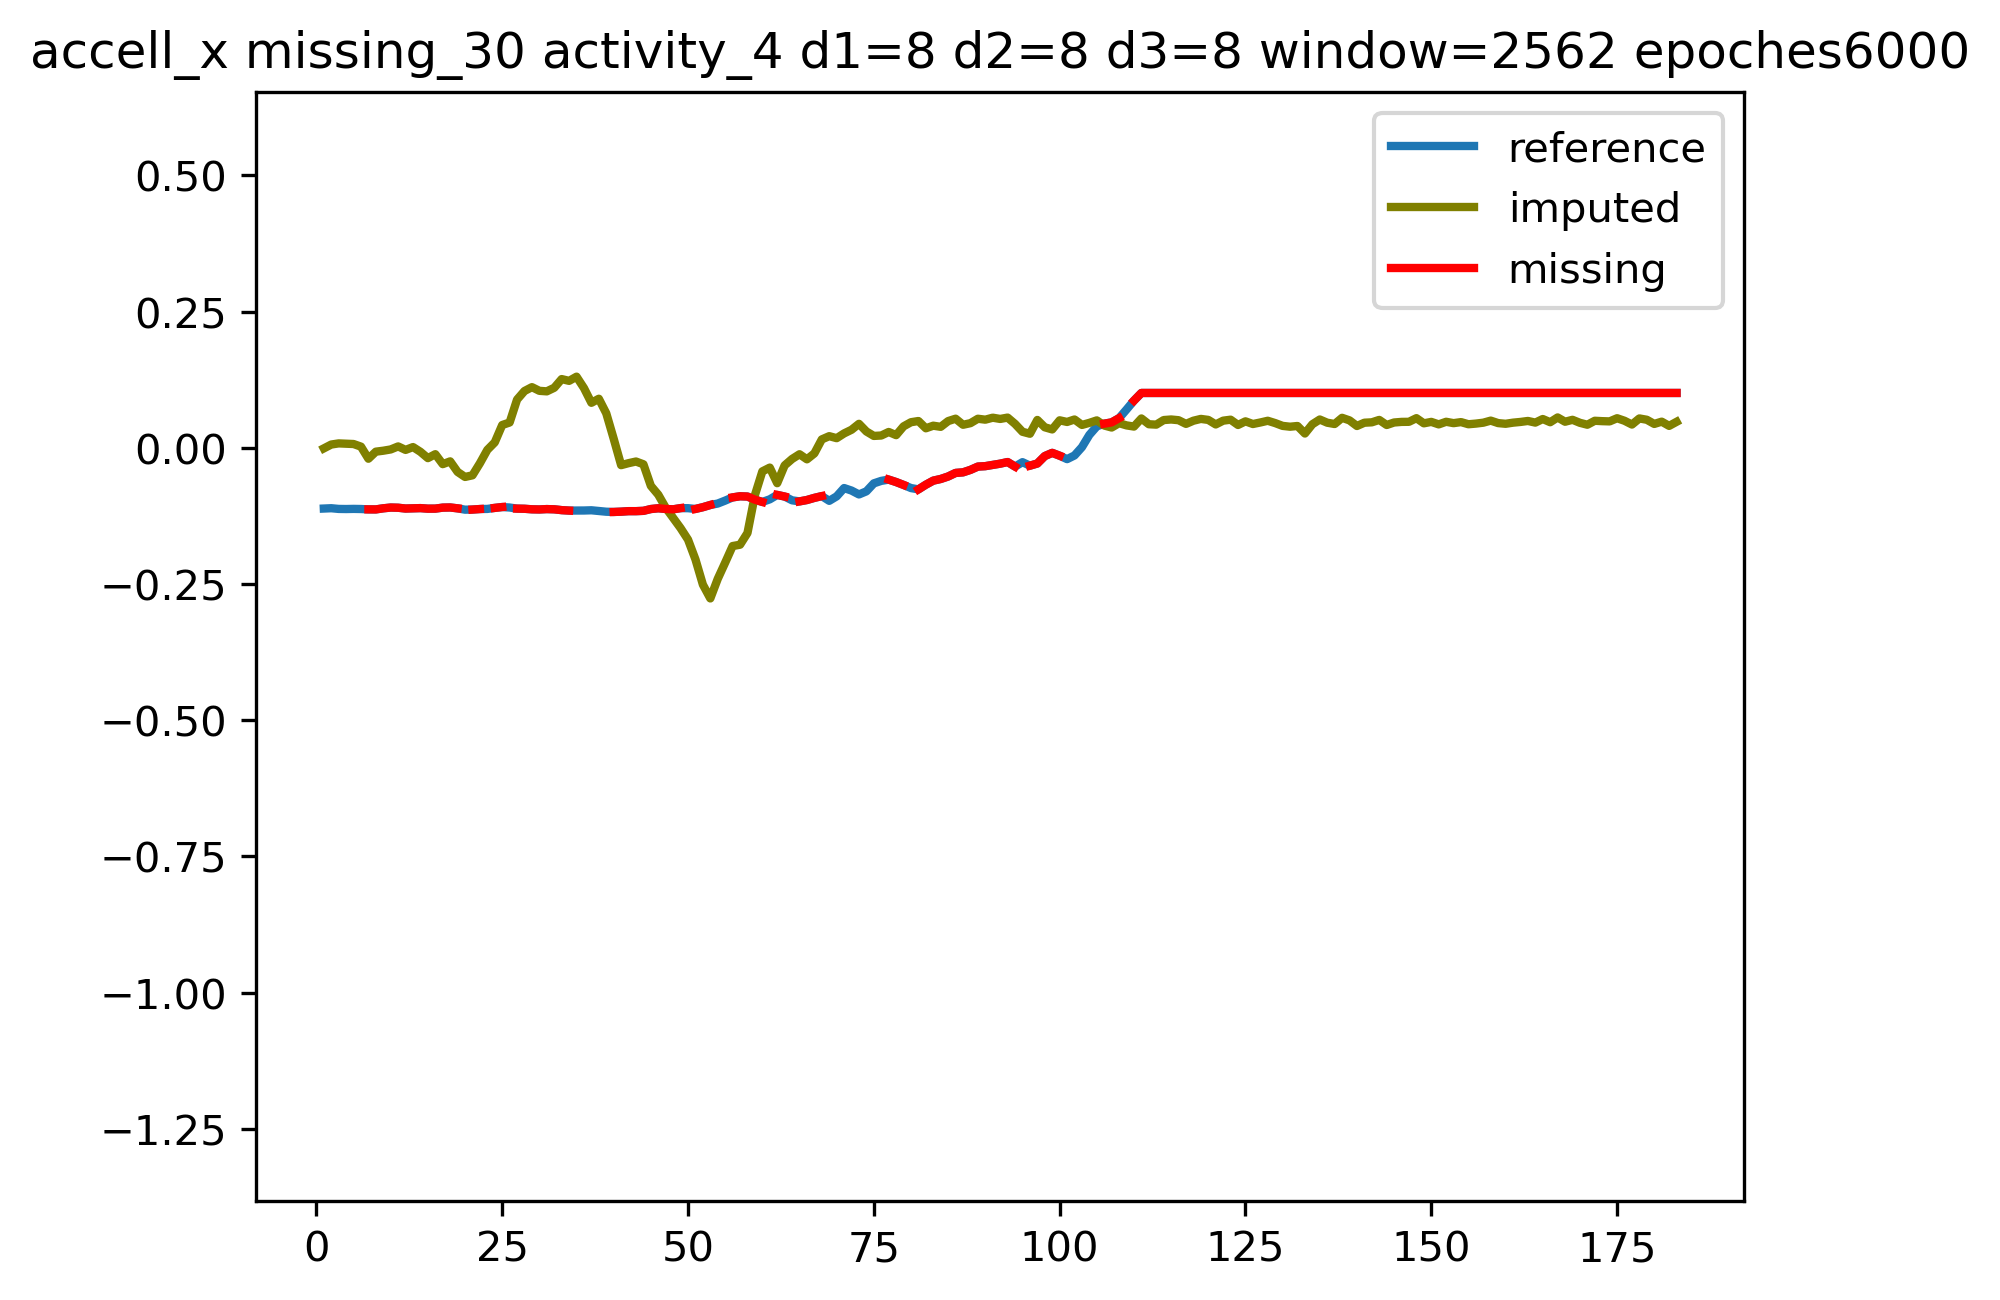 accell_x missing_30 activity_4 d1=8 d2=8 d3=8 window=2562 epoches6000
reference
imputed
missing
0.50
0.25
0.00
−0.25
−0.50
−0.75
−1.00
−1.25
0 25 50 75 100 125 150 175